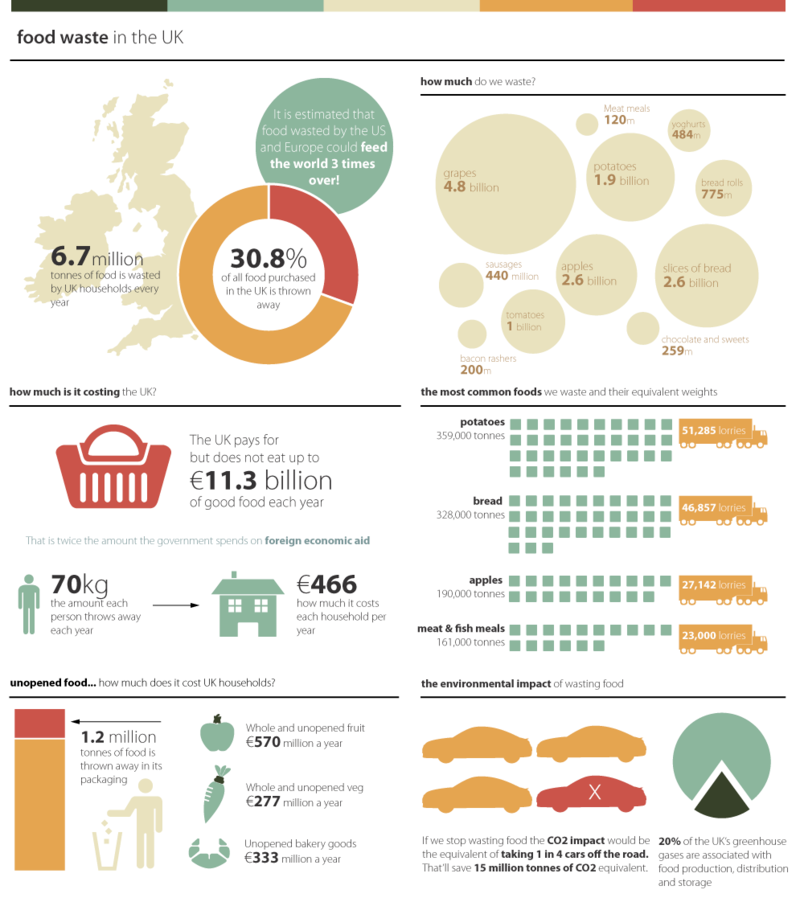 food waste in the UK
It is estimated that
food wasted by the US
and Europe could feed
the world 3 times
over!
6.7 million
tonnes of food is wasted
by UK households every
year
30.8%
of all food purchased
in the UK is thrown
away
how much do we waste?
Meat meals
120m
yoghurts
484m
grapes
4.8 billion
potatoes
1.9 billion
bread rolls
775m
sausages
440 million
apples
2.6 billion
slices of bread
2.6 billion
tomatoes
1 billion
chocolate and sweets
259m
bacon rashers
200m
how much is it costing the UK?
The UK pays for
but does not eat up to
€11.3 billion
of good food each year
That is twice the amount the government spends on foreign economic aid
70kg
the amount each
person throws away
each year
€466
how much it costs
each household per
year
the most common foods we waste and their equivalent weights
potatoes
359,000 tonnes
51,285 lorries
bread
328,000 tonnes
46,857 lorries
apples
190,000 tonnes
27,142 lorries
meat & fish meals
161,000 tonnes
23,000 lorries
unopened food... how much does it cost UK households?
1.2 million
tonnes of food is
thrown away in its
packaging
Whole and unopened fruit
€570 million a year
Whole and unopened veg
€277 million a year
Unopened bakery goods
€333 million a year
the environmental impact of wasting food
X
If we stop wasting food the CO2 impact would be
the equivalent of taking 1 in 4 cars off the road.
That'll save 15 million tonnes of CO2 equivalent.
20% of the UK's greenhouse
gases are associated with
food production, distribution
and storage